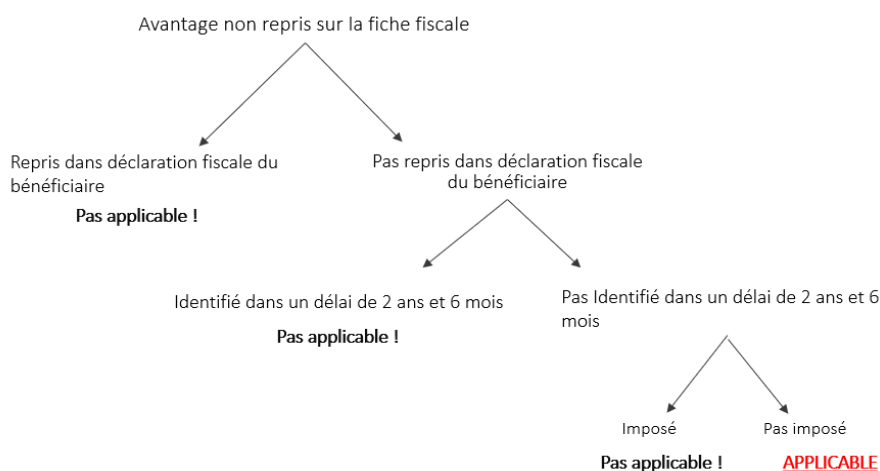 Avantage non repris sur la fiche fiscale
Repris dans déclaration fiscale du
bénéficiaire
Pas applicable !
Pas repris dans déclaration fiscale
du bénéficiaire
Identifié dans un délai de 2 ans et 6 mois
Pas applicable !
Pas Identifié dans un délai de 2 ans et 6
mois
Imposé
Pas applicable !
Pas imposé
APPLICABLE